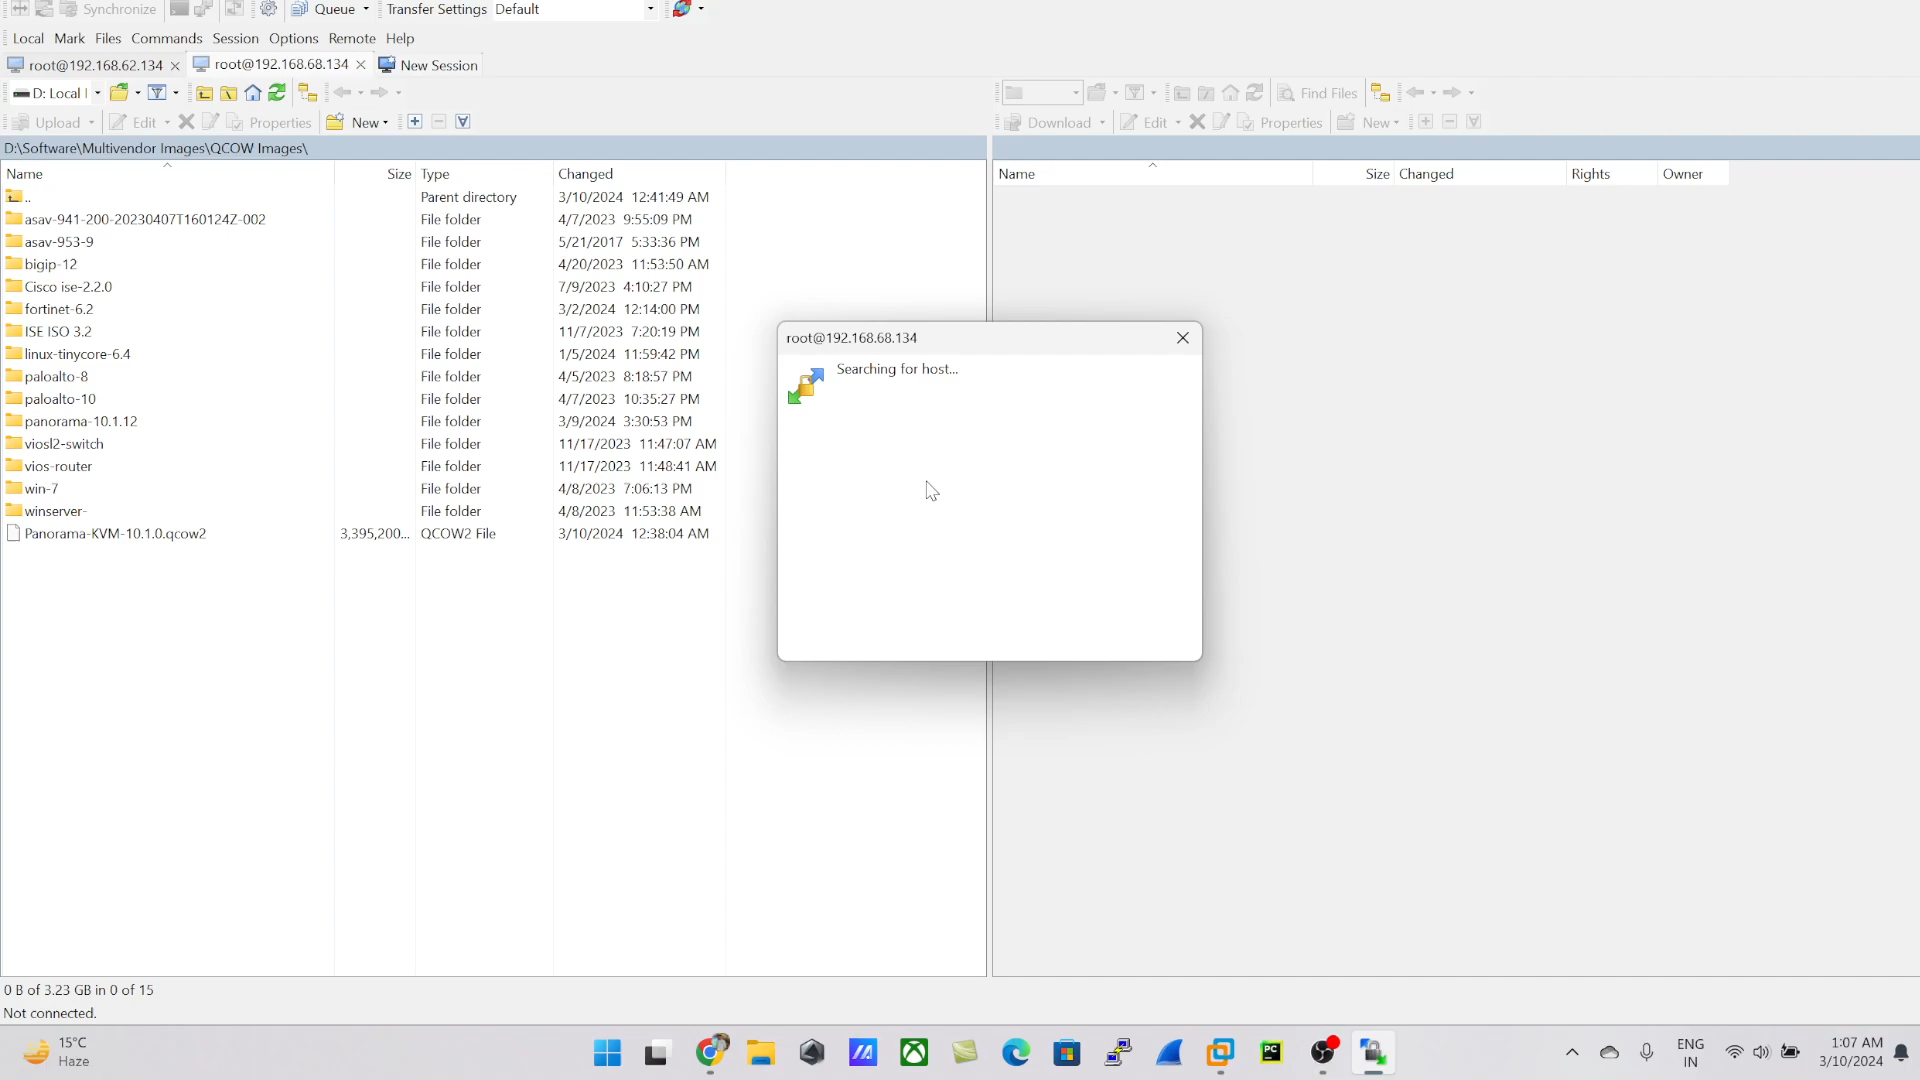 Synchronize Queue Transfer Settings Default
Local Mark Files Commands Session Options Remote Help
root@192.168.62.134 root@192.168.68.134 New Session
D: Local Find Files
Upload Edit Properties New Download Edit Properties New
D:\Software\Multivendor Images\QCOW Images\
Name Size Type Changed Name Size Changed Rights Owner
.. Parent directory 3/10/2024 12:41:49 AM
asav-941-200-20230407T160124Z-002 File folder 4/7/2023 9:55:09 PM
asav-953-9 File folder 5/21/2017 5:33:36 PM
bigip-12 File folder 4/20/2023 11:53:50 AM
Cisco ise-2.2.0 File folder 7/9/2023 4:10:27 PM
fortinet-6.2 File folder 3/2/2024 12:14:00 PM
ISE ISO 3.2 File folder 11/7/2023 7:20:19 PM
linux-tinycore-6.4 File folder 1/5/2024 11:59:42 PM
paloalto-8 File folder 4/5/2023 8:18:57 PM
paloalto-10 File folder 4/7/2023 10:35:27 PM
panorama-10.1.12 File folder 3/9/2024 3:30:53 PM
viosl2-switch File folder 11/17/2023 11:47:07 AM
vios-router File folder 11/17/2023 11:48:41 AM
win-7 File folder 4/8/2023 7:06:13 PM
winserver- File folder 4/8/2023 11:53:38 AM
Panorama-KVM-10.1.0.qcow2 3,395,200... QCOW2 File 3/10/2024 12:38:04 AM
root@192.168.68.134
Searching for host...
0 B of 3.23 GB in 0 of 15
Not connected.
15°C
Haze
PC
ENG
IN
1:07 AM
3/10/2024